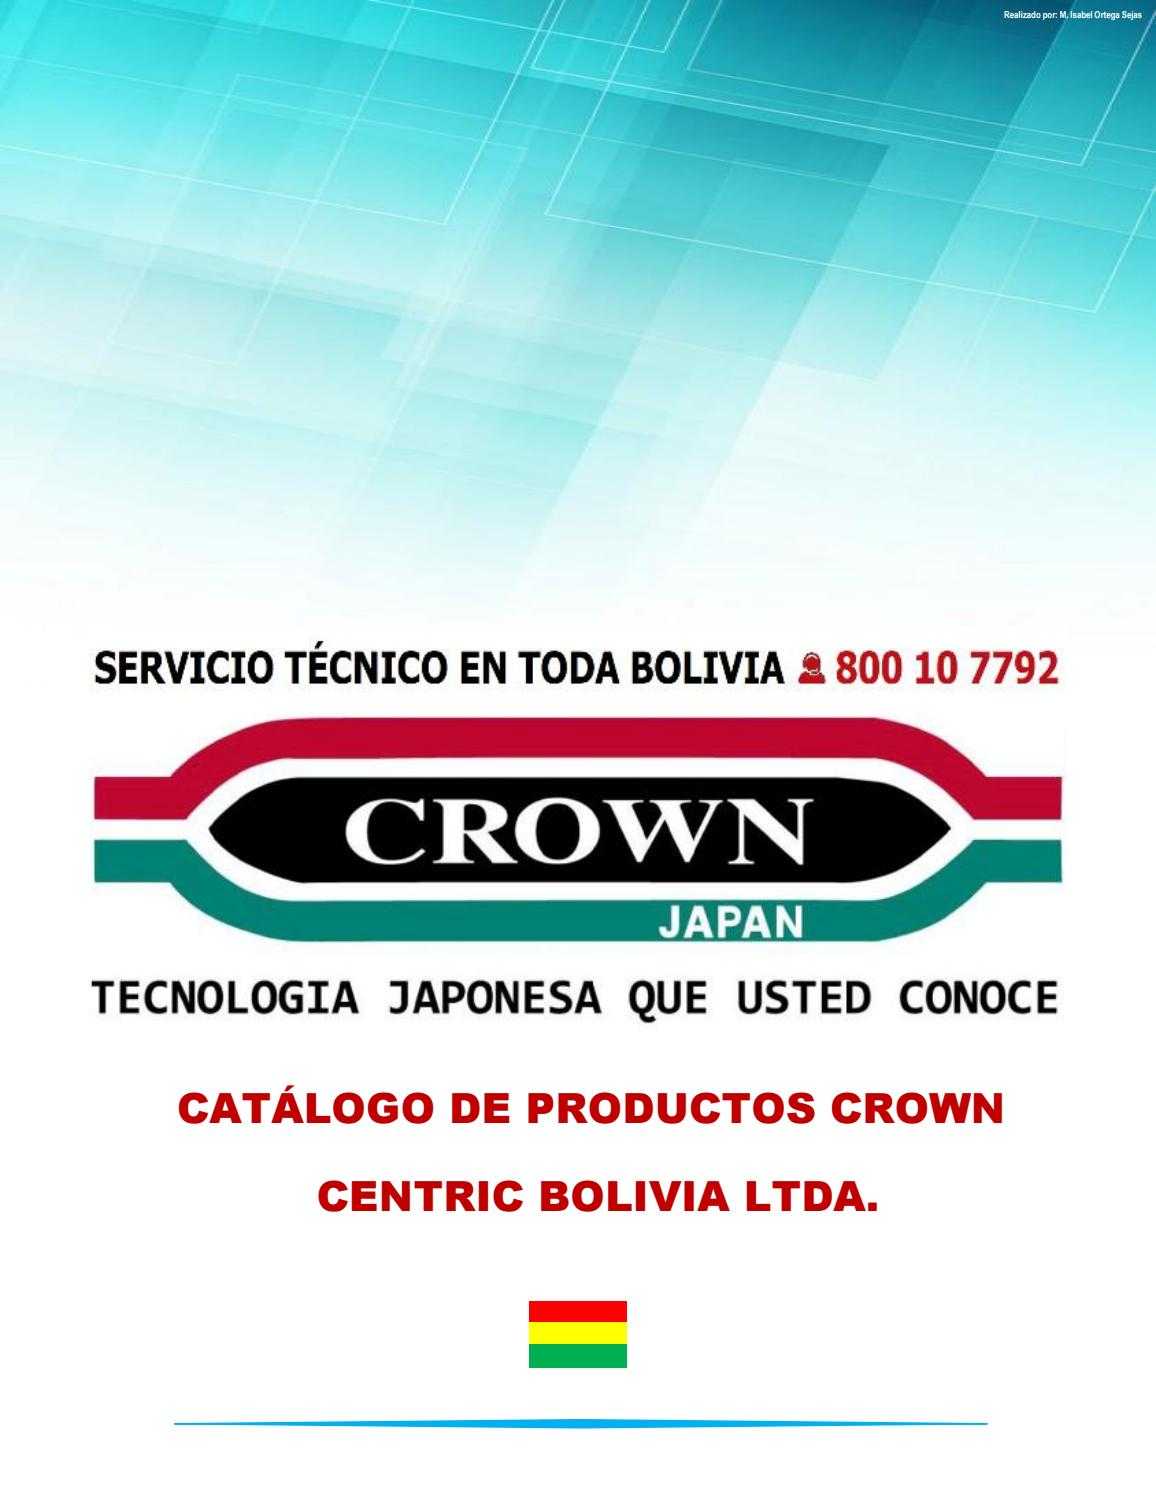 Realizado por: M. Isabel Ortega Sejas
SERVICIO TÉCNICO EN TODA BOLIVIA 800 10 7792
CROWN
JAPAN
TECNOLOGIA JAPONESA QUE USTED CONOCE
CATÁLOGO DE PRODUCTOS CROWN
CENTRIC BOLIVIA LTDA.